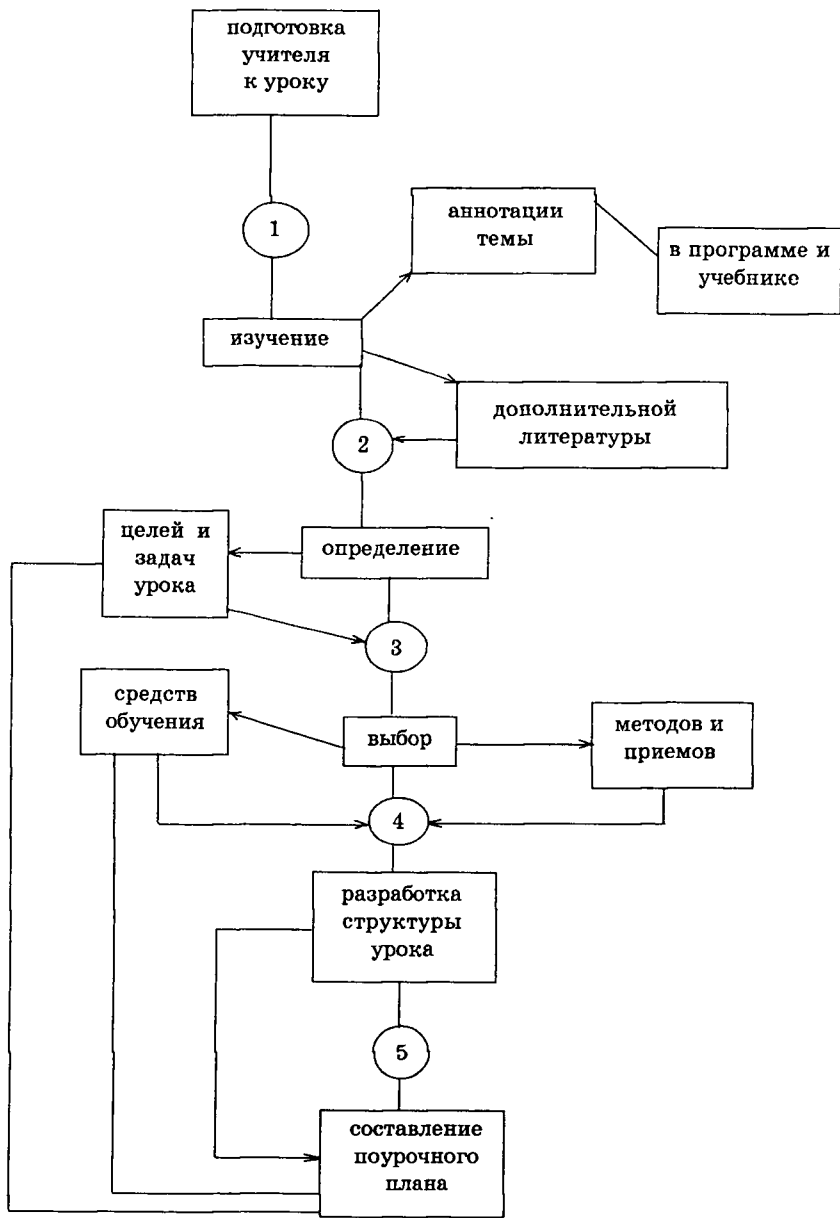 подготовка
учителя
к уроку
1
аннотации
темы
в программе и
учебнике
изучение
дополнительной
литературы
2
целей и
задач
урока
определение
3
средств
обучения
выбор
методов и
приемов
4
разработка
структуры
урока
5
составление
поурочного
плана